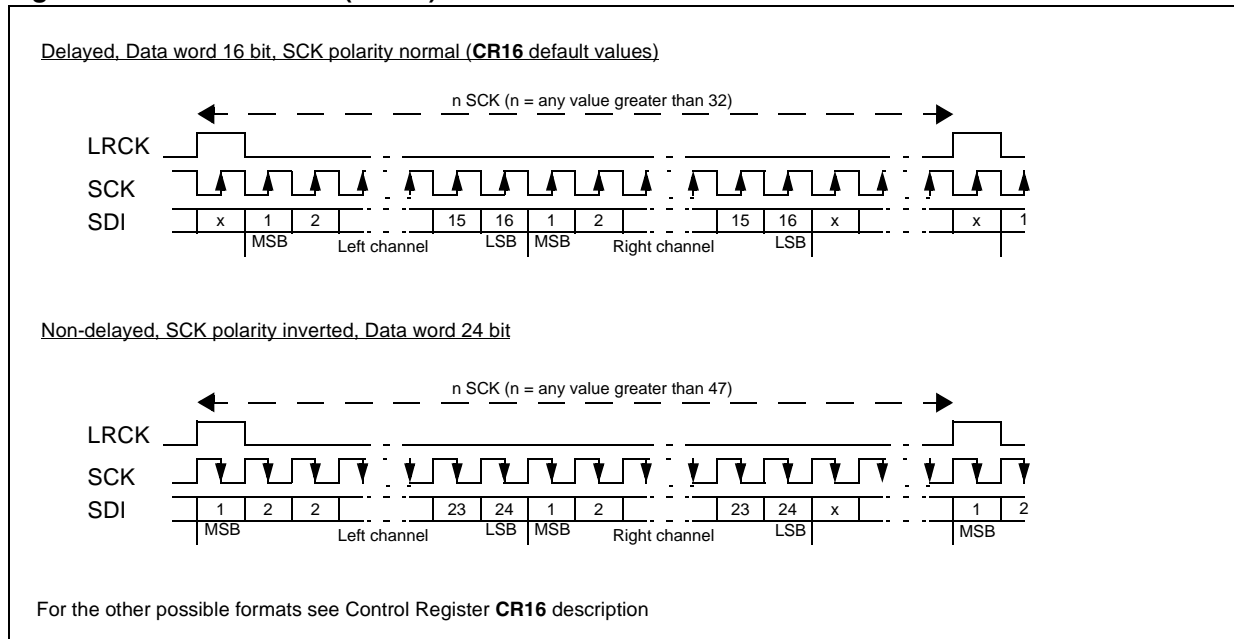 Delayed, Data word 16 bit, SCK polarity normal (CR16 default values)
n SCK (n = any value greater than 32)
LRCK
SCK
SDI x 1 2 15 16 1 2 15 16 x x 1
MSB Left channel LSB MSB Right channel LSB
Non-delayed, SCK polarity inverted, Data word 24 bit
n SCK (n = any value greater than 47)
LRCK
SCK
SDI 1 2 2 23 24 1 2 23 24 x 1 2
MSB Left channel LSB MSB Right channel LSB MSB
For the other possible formats see Control Register CR16 description